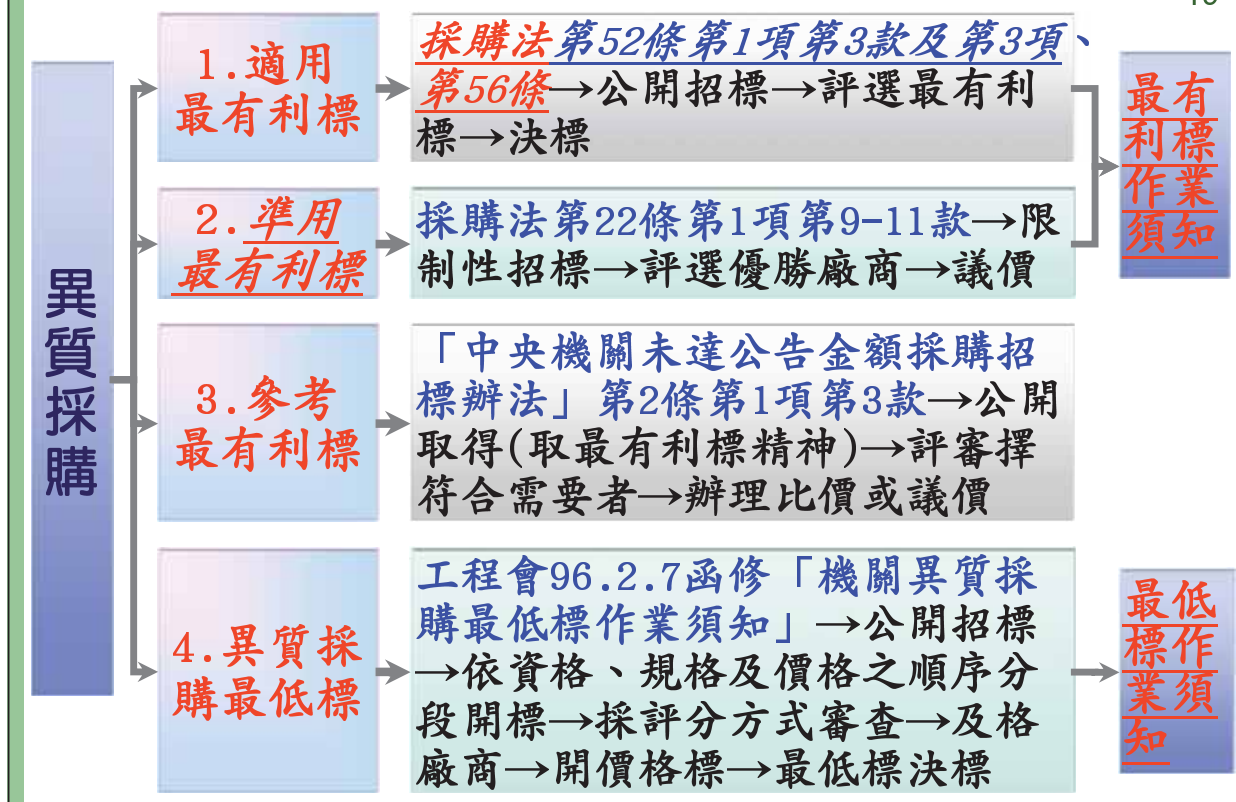 異質採購
1.適用
最有利標
採購法第52條第1項第3款及第3項、
第56條→公開招標→評選最有利
標→決標
2.準用
最有利標
採購法第22條第1項第9-11款→限
制性招標→評選優勝廠商→議價
最有
利標
作業
須知
3.參考
最有利標
「中央機關未達公告金額採購招
標辦法」第2條第1項第3款→公開
取得(取最有利標精神)→評審擇
符合需要者→辦理比價或議價
4.異質採
購最低標
工程會96.2.7函修「機關異質採
購最低標作業須知」→公開招標
→依資格、規格及價格之順序分
段開標→採評分方式審查→及格
廠商→開價格標→最低標決標
最低
標作
業須
知